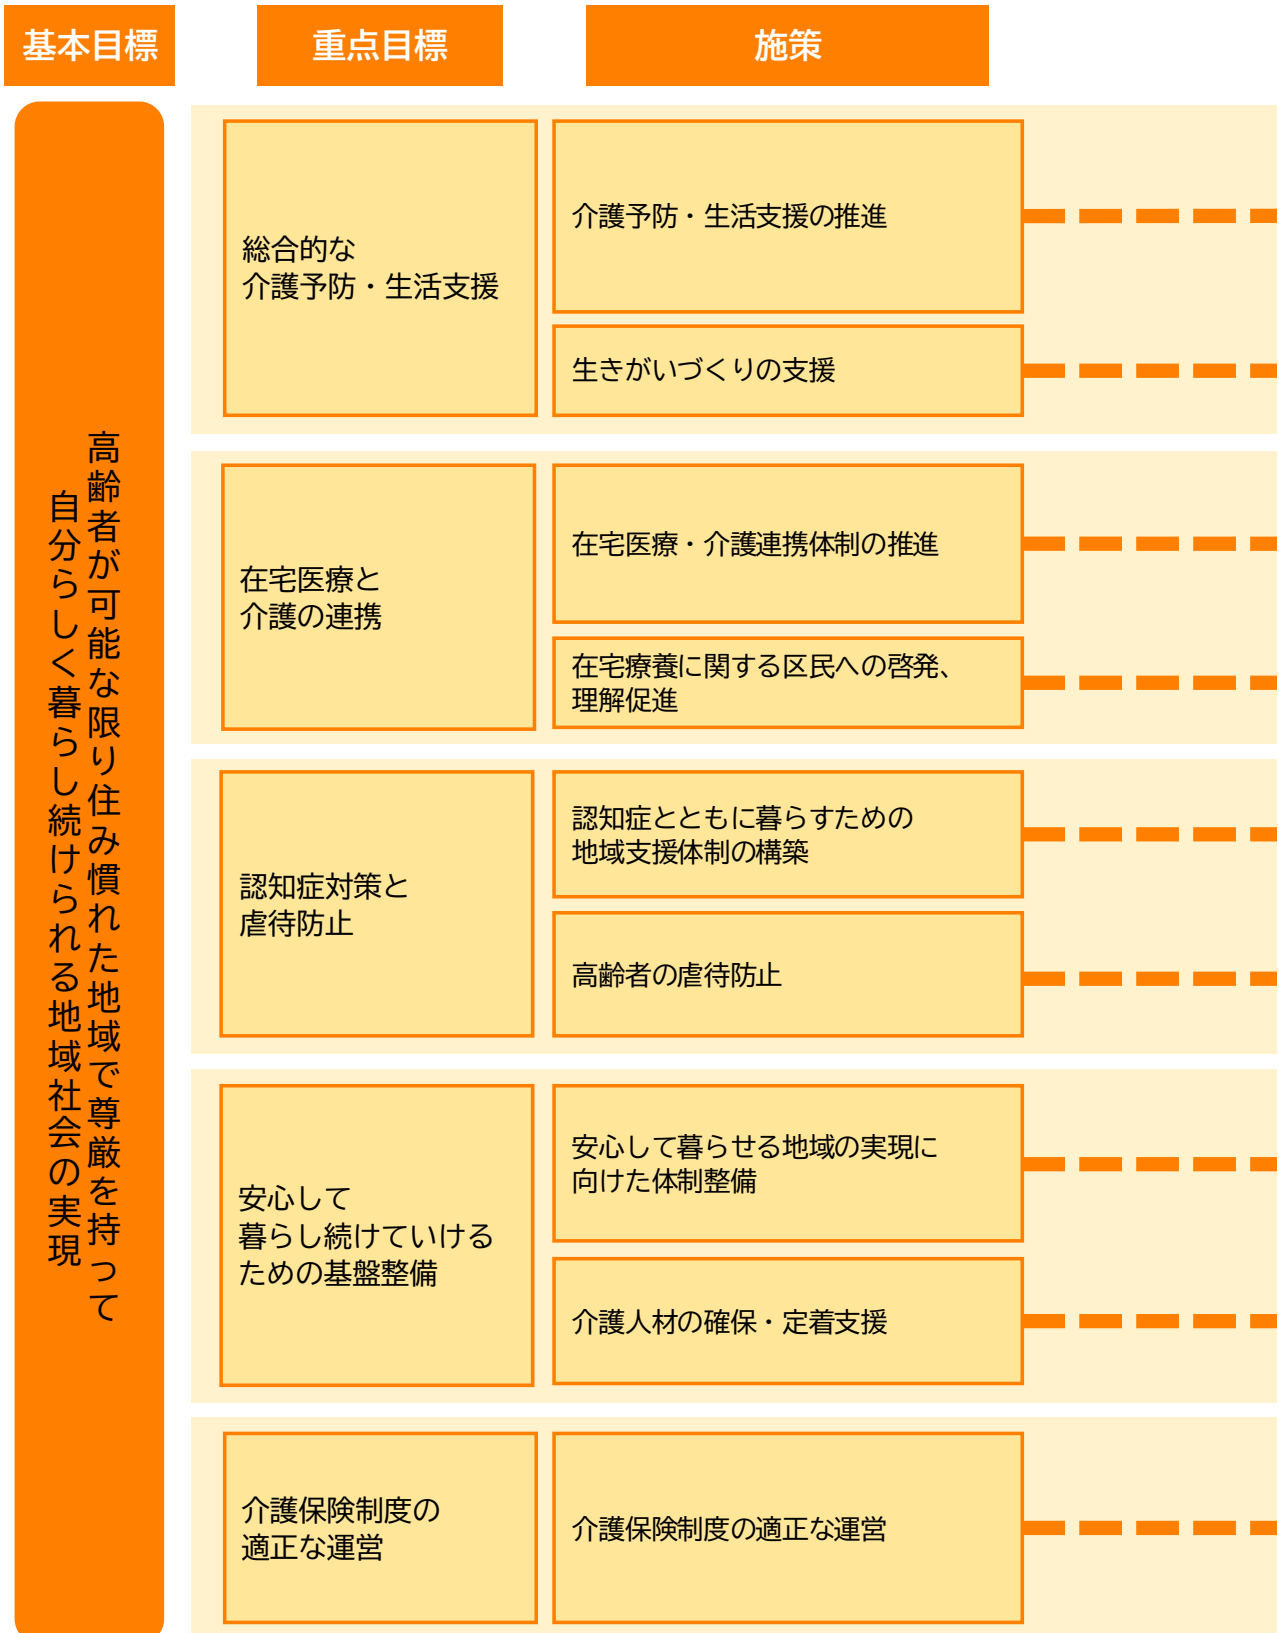 基本目標
重点目標
施策
高齢者が可能な限り住み慣れた地域で尊厳を持って
自分らしく暮らし続けられる地域社会の実現
総合的な
介護予防・生活支援
介護予防・生活支援の推進
生きがいづくりの支援
在宅医療と
介護の連携
在宅医療・介護連携体制の推進
在宅療養に関する区民への啓発、
理解促進
認知症対策と
虐待防止
認知症とともに暮らすための
地域支援体制の構築
高齢者の虐待防止
安心して
暮らし続けていける
ための基盤整備
安心して暮らせる地域の実現に
向けた体制整備
介護人材の確保・定着支援
介護保険制度の
適正な運営
介護保険制度の適正な運営